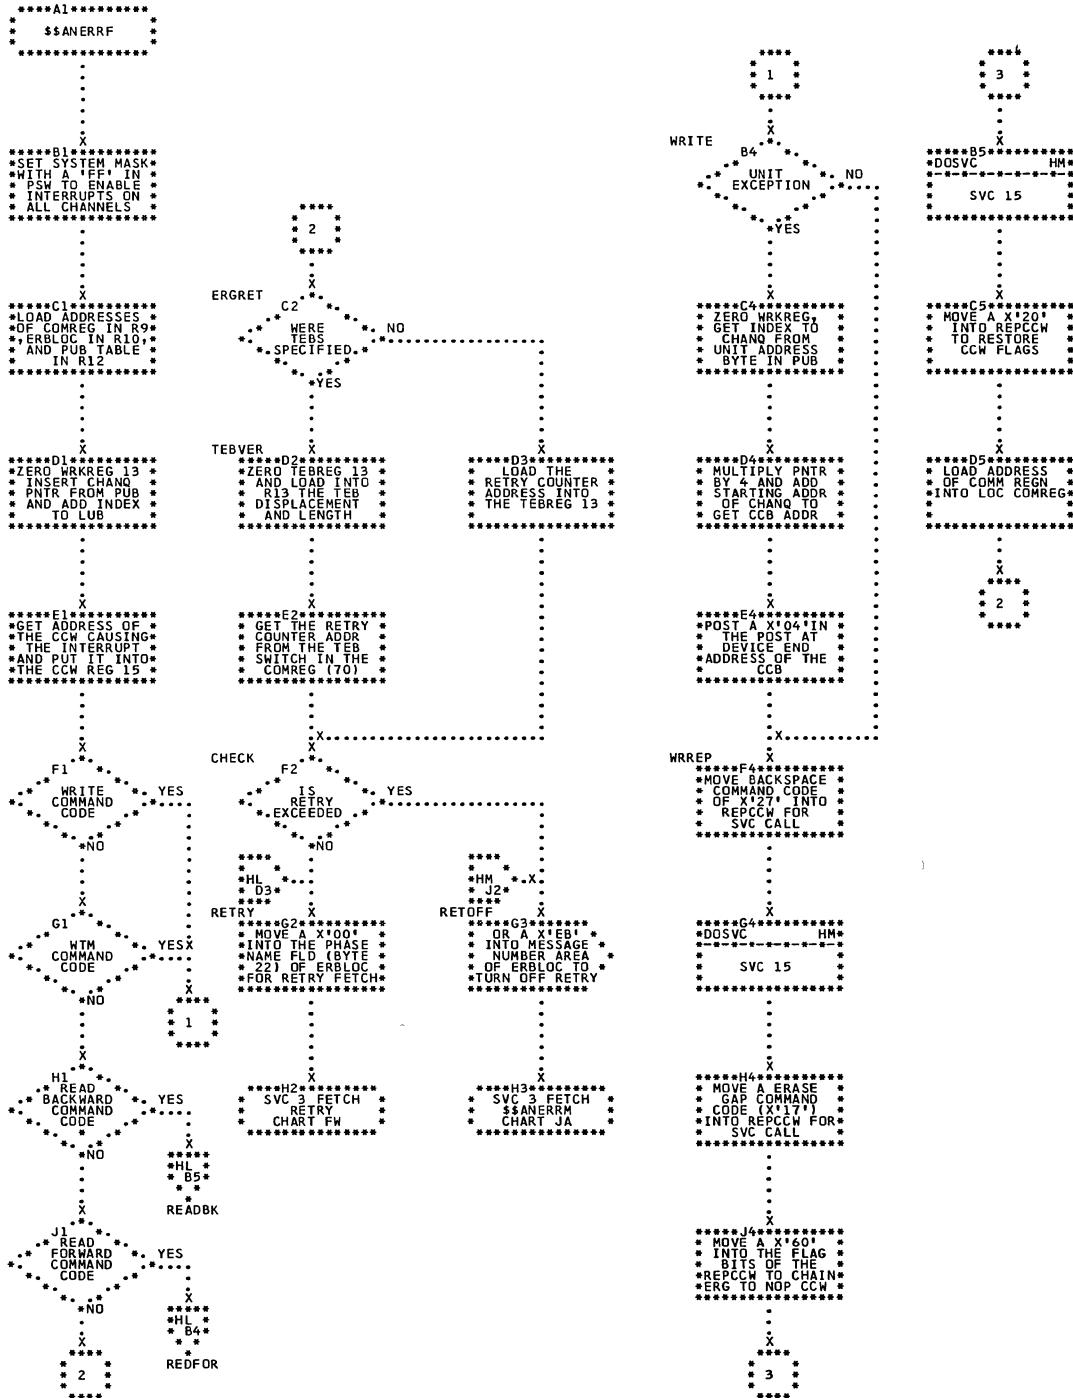 A1
$$ANERRF
B1
SET SYSTEM MASK
WITH A 'FF' IN
PSW TO ENABLE
INTERRUPTS ON
ALL CHANNELS
C1
LOAD ADDRESSES
OF COMREG IN R9
,ERBLOC IN R10,
AND PUB TABLE
IN R12
D1
ZERO WRKREG 13
INSERT CHANQ
PNTR FROM PUB
AND ADD INDEX
TO LUB
E1
GET ADDRESS OF
THE CCW CAUSING
THE INTERRUPT
AND PUT IT INTO
THE CCW REG 15
F1
WRITE
COMMAND
CODE
YES
NO
G1
WTM
COMMAND
CODE
YES
NO
1
H1
READ
BACKWARD
COMMAND
CODE
YES
NO
HL
B5
READBK
J1
READ
FORWARD
COMMAND
CODE
YES
NO
HL
B4
REDFOR
2
2
ERGRET
C2
WERE
TEBS
SPECIFIED
NO
YES
TEBVER
D2
ZERO TEBREG 13
AND LOAD INTO
R13 THE TEB
DISPLACEMENT
AND LENGTH
D3
LOAD THE
RETRY COUNTER
ADDRESS INTO
THE TEBREG 13
E2
GET THE RETRY
COUNTER ADDR
FROM THE TEB
SWITCH IN THE
COMREG (70)
CHECK
F2
IS
RETRY
EXCEEDED
YES
NO
HL
D3
RETRY
G2
MOVE A X'00'
INTO THE PHASE
NAME FLD (BYTE
22) OF ERBLOC
FOR RETRY FETCH
H2
SVC 3 FETCH
RETRY
CHART FW
HM
J2
RETOFF
G3
OR A X'EB'
INTO MESSAGE
NUMBER AREA
OF ERBLOC TO
TURN OFF RETRY
H3
SVC 3 FETCH
$$ANERRM
CHART JA
1
WRITE
B4
UNIT
EXCEPTION
NO
YES
C4
ZERO WRKREG,
GET INDEX TO
CHANQ FROM
UNIT ADDRESS
BYTE IN PUB
D4
MULTIPLY PNTR
BY 4 AND ADD
STARTING ADDR
OF CHANQ TO
GET CCB ADDR
E4
POST A X'04'IN
THE POST AT
DEVICE END
ADDRESS OF THE
CCB
WRREP
F4
MOVE BACKSPACE
COMMAND CODE
OF X'27' INTO
REPCCW FOR
SVC CALL
G4
DOSVC HM
SVC 15
H4
MOVE A ERASE
GAP COMMAND
CODE (X'17')
INTO REPCCW FOR
SVC CALL
J4
MOVE A X'60'
INTO THE FLAG
BITS OF THE
REPCCW TO CHAIN
ERG TO NOP CCW
3
3
B5
DOSVC HM
SVC 15
C5
MOVE A X'20'
INTO REPCCW
TO RESTORE
CCW FLAGS
D5
LOAD ADDRESS
OF COMM REGN
INTO LOC COMREG
2